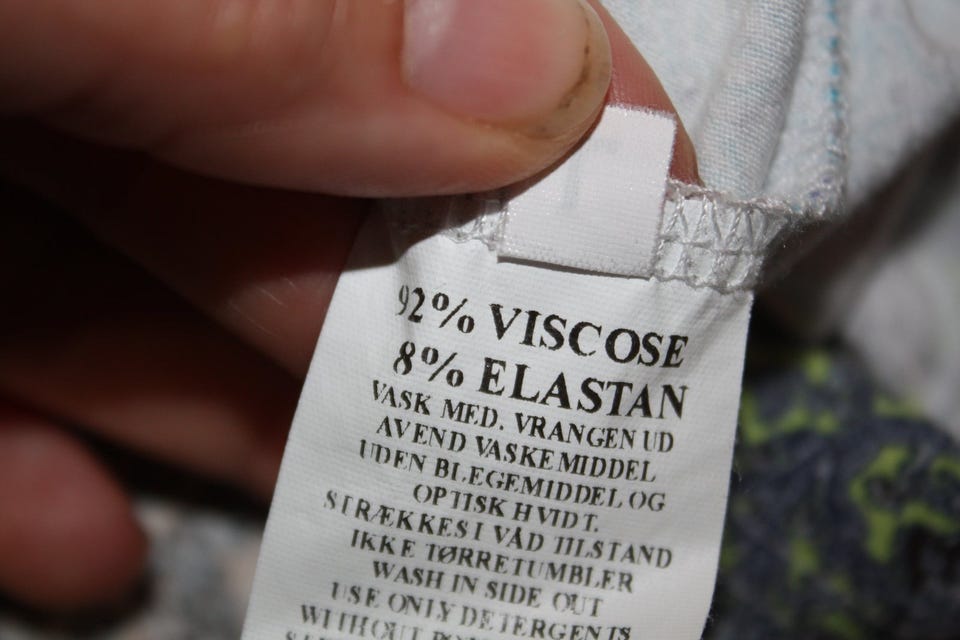 92% VISCOSE
8% ELASTAN
VASK MED. VRANGEN UD
AVEND VASKEMIDDEL
UDEN BLEGEMIDDEL OG
OPTISK HVIDT.
STRÆKKES I VÅD TILSTAND
IKKE TØRRETUMBLER
WASH IN SIDE OUT
USE ONLY DETERGENTS
WITHOUT